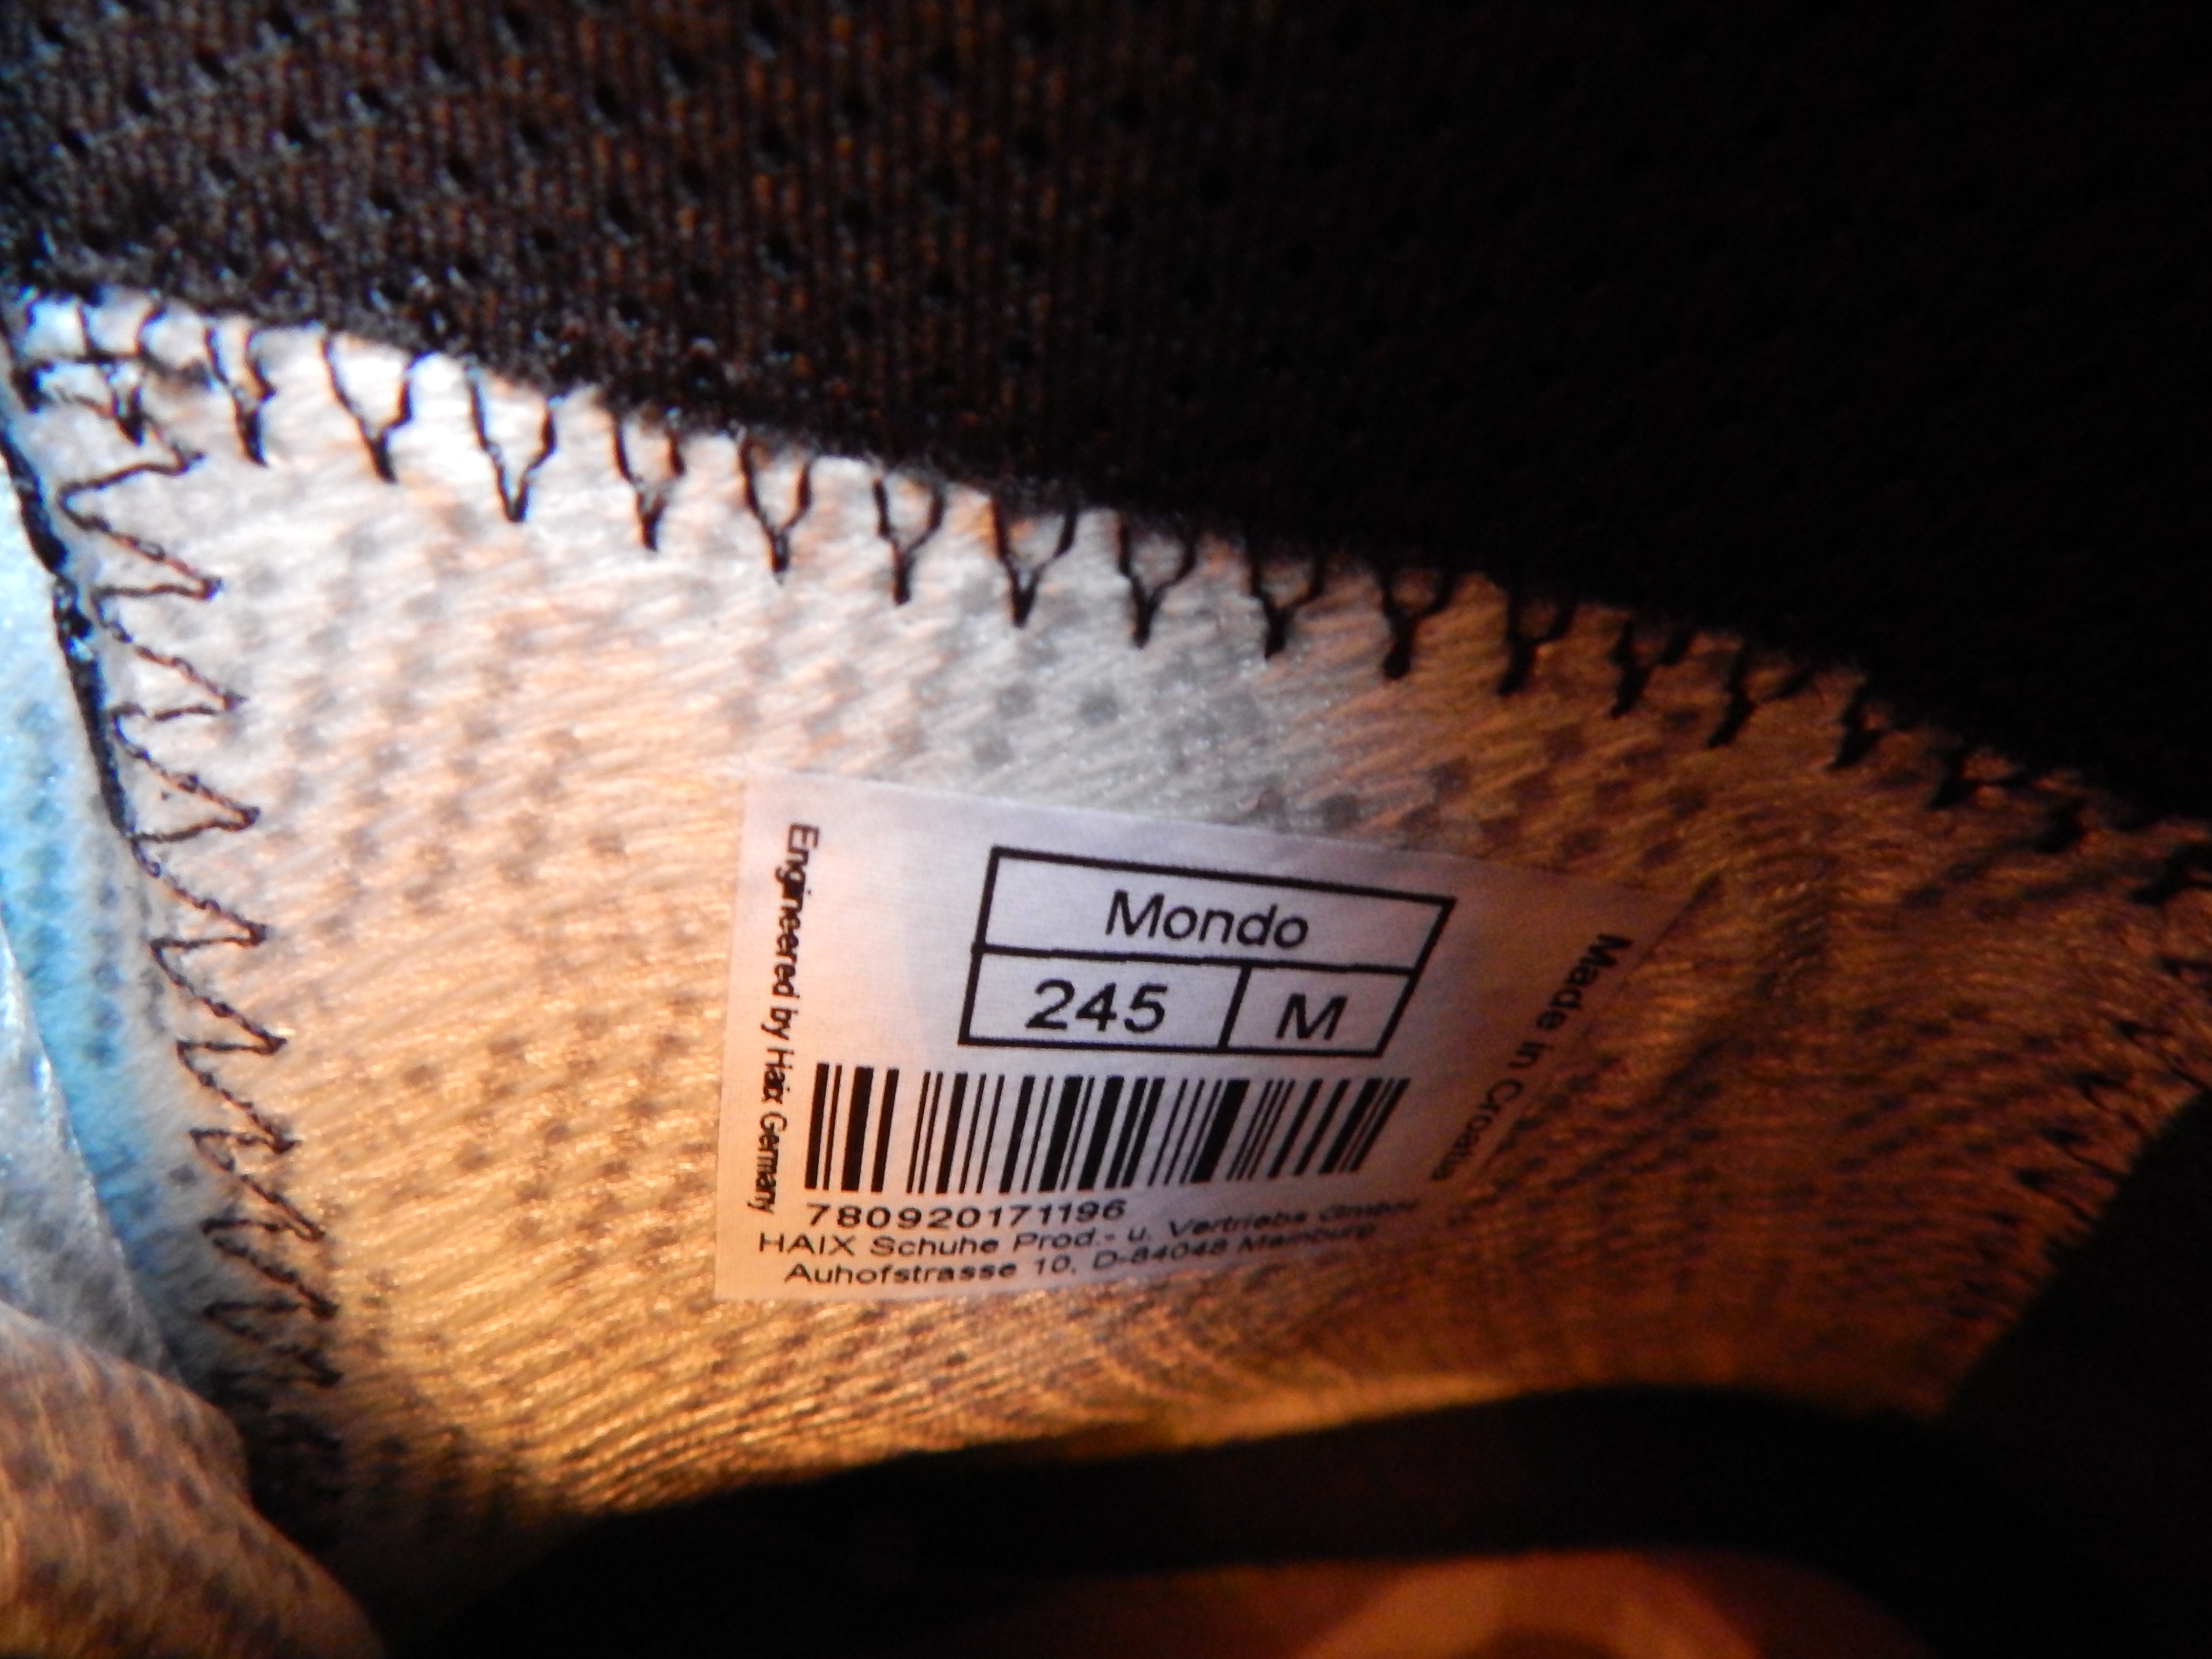 Engineered by Haix Germany
Mondo
245 M
Made in Croatia
780920171196
HAIX Schuhe Prod.- u. Vertriebs GmbH
Auhofstrasse 10, D-84048 Mainburg